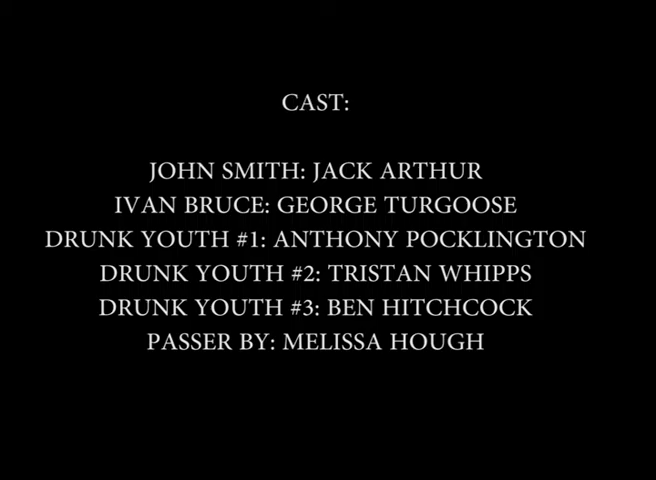 CAST:
JOHN SMITH: JACK ARTHUR
IVAN BRUCE: GEORGE TURGOOSE
DRUNK YOUTH #1: ANTHONY POCKLINGTON
DRUNK YOUTH #2: TRISTAN WHIPPS
DRUNK YOUTH #3: BEN HITCHCOCK
PASSER BY: MELISSA HOUGH